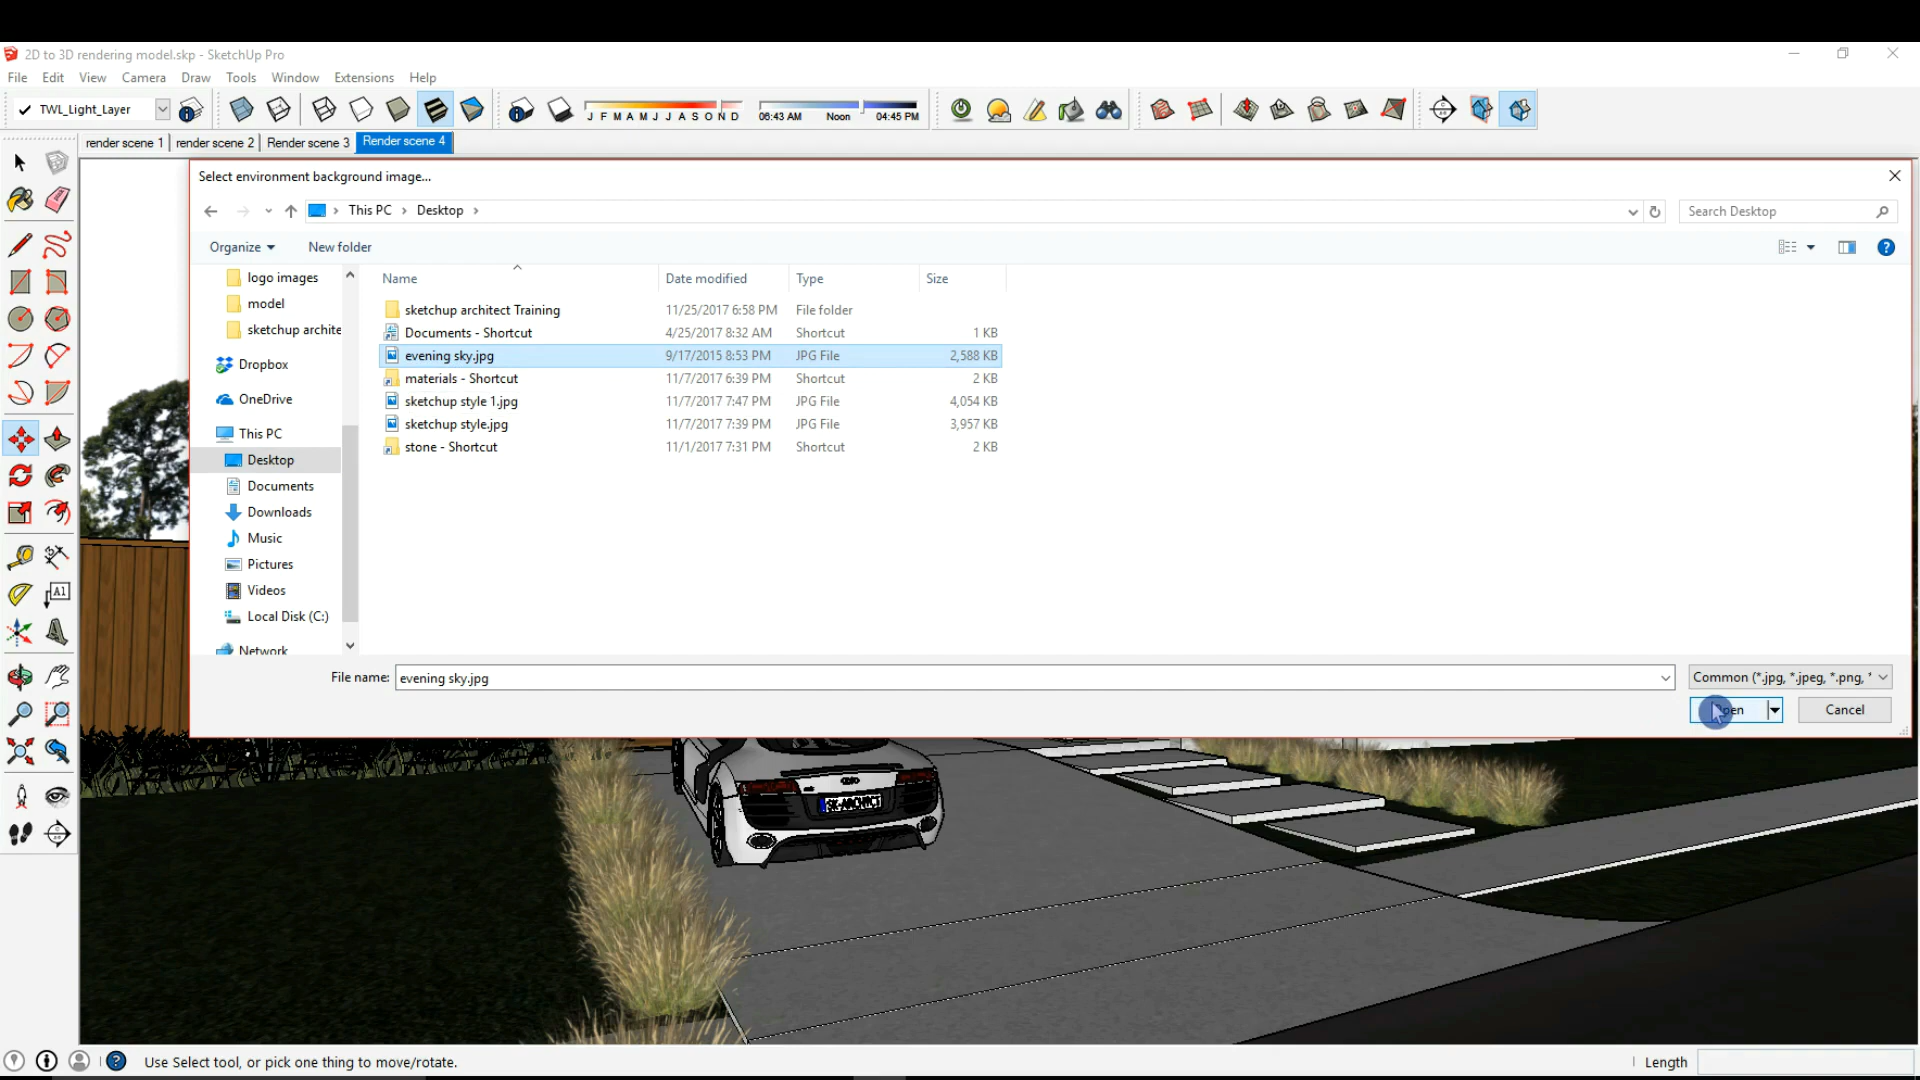 2D to 3D rendering model.skp - SketchUp Pro
File Edit View Camera Draw Tools Window Extensions Help
TWL_Light_Layer
J F M A M J J A S O N D 06:43 AM Noon 04:45 PM
render scene 1 render scene 2 Render scene 3 Render scene 4
Select environment background image...
This PC Desktop
Search Desktop
Organize New folder
Name Date modified Type Size
logo images
model
sketchup archite
Dropbox
OneDrive
This PC
Desktop
Documents
Downloads
Music
Pictures
Videos
Local Disk (C:)
Network
sketchup architect Training 11/25/2017 6:58 PM File folder
Documents - Shortcut 4/25/2017 8:32 AM Shortcut 1 KB
evening sky.jpg 9/17/2015 8:53 PM JPG File 2,588 KB
materials - Shortcut 11/7/2017 6:39 PM Shortcut 2 KB
sketchup style 1.jpg 11/7/2017 7:47 PM JPG File 4,054 KB
sketchup style.jpg 11/7/2017 7:39 PM JPG File 3,957 KB
stone - Shortcut 11/1/2017 7:31 PM Shortcut 2 KB
File name: evening sky.jpg
Common (*.jpg, *.jpeg, *.png, *
Open Cancel
Use Select tool, or pick one thing to move/rotate.
Length